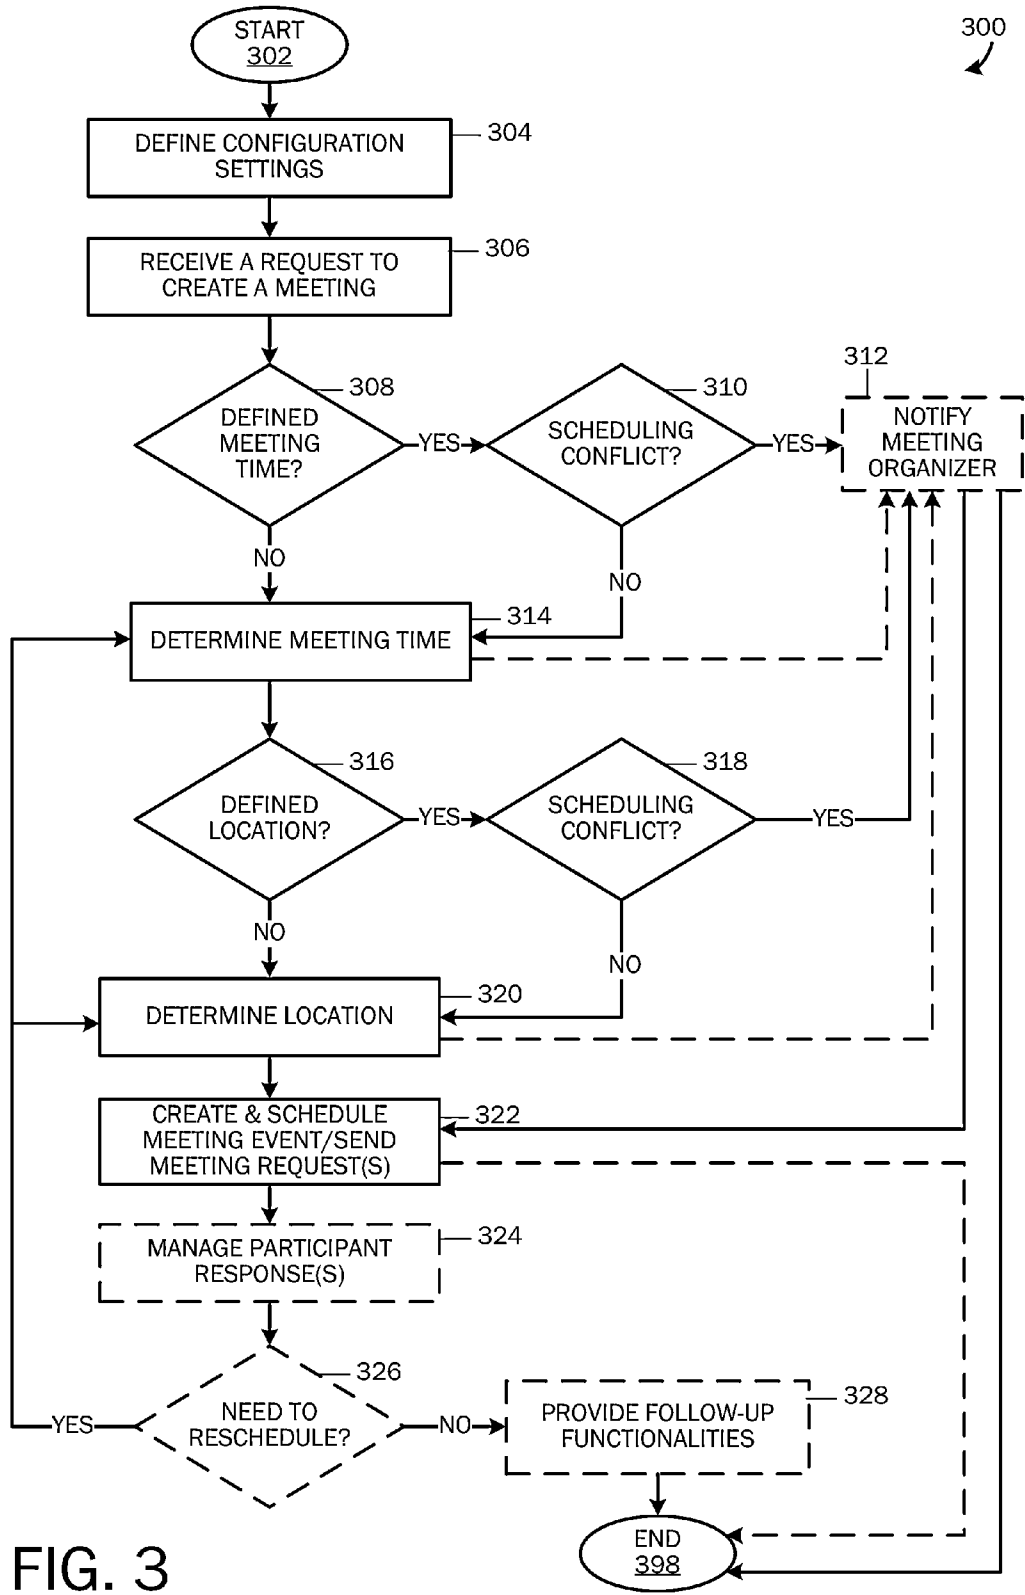 START
302
300
DEFINE CONFIGURATION
SETTINGS
304
RECEIVE A REQUEST TO
CREATE A MEETING
306
DEFINED
MEETING
TIME?
308
YES
SCHEDULING
CONFLICT?
310
YES
312
NOTIFY
MEETING
ORGANIZER
NO
NO
DETERMINE MEETING TIME
314
DEFINED
LOCATION?
316
YES
SCHEDULING
CONFLICT?
318
YES
NO
NO
DETERMINE LOCATION
320
CREATE & SCHEDULE
MEETING EVENT/SEND
MEETING REQUEST(S)
322
MANAGE PARTICIPANT
RESPONSE(S)
324
NEED TO
RESCHEDULE?
326
YES
NO
PROVIDE FOLLOW-UP
FUNCTIONALITIES
328
END
398
FIG. 3